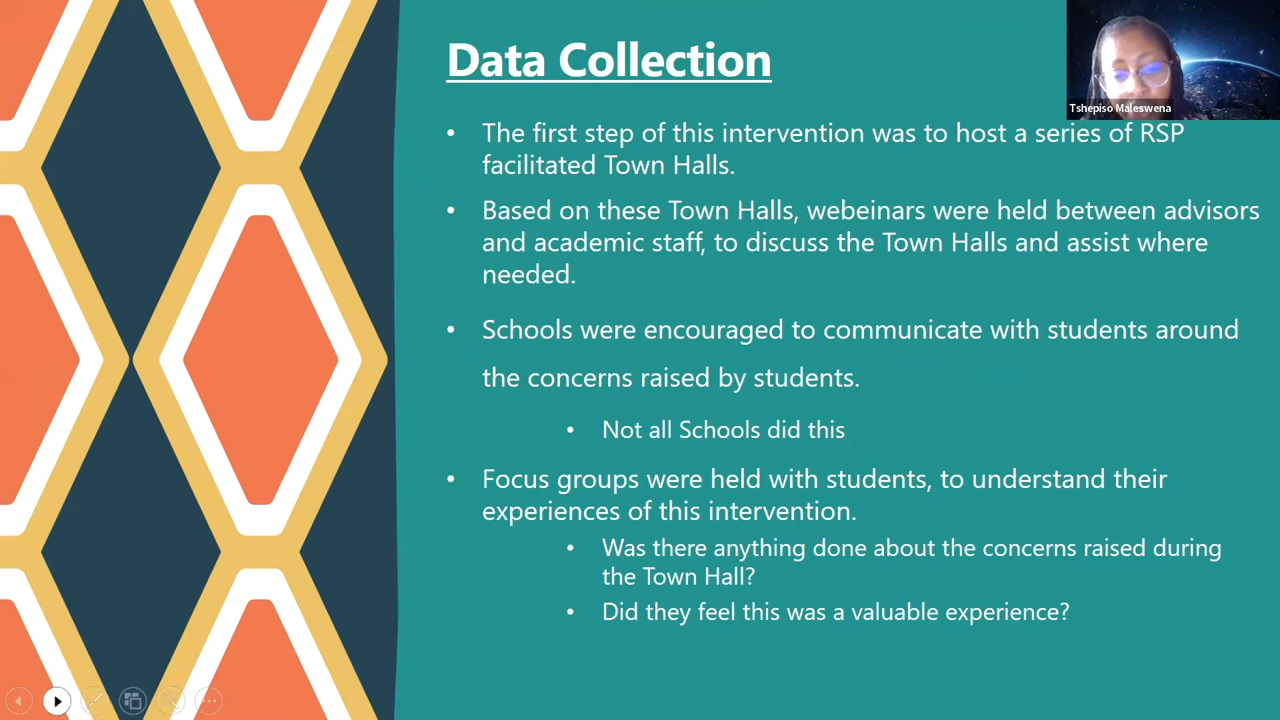 Data Collection
Tshepiso Maleswena
• The first step of this intervention was to host a series of RSP
facilitated Town Halls.
• Based on these Town Halls, webeinars were held between advisors
and academic staff, to discuss the Town Halls and assist where
needed.
• Schools were encouraged to communicate with students around
the concerns raised by students.
• Not all Schools did this
• Focus groups were held with students, to understand their
experiences of this intervention.
• Was there anything done about the concerns raised during
the Town Hall?
• Did they feel this was a valuable experience?